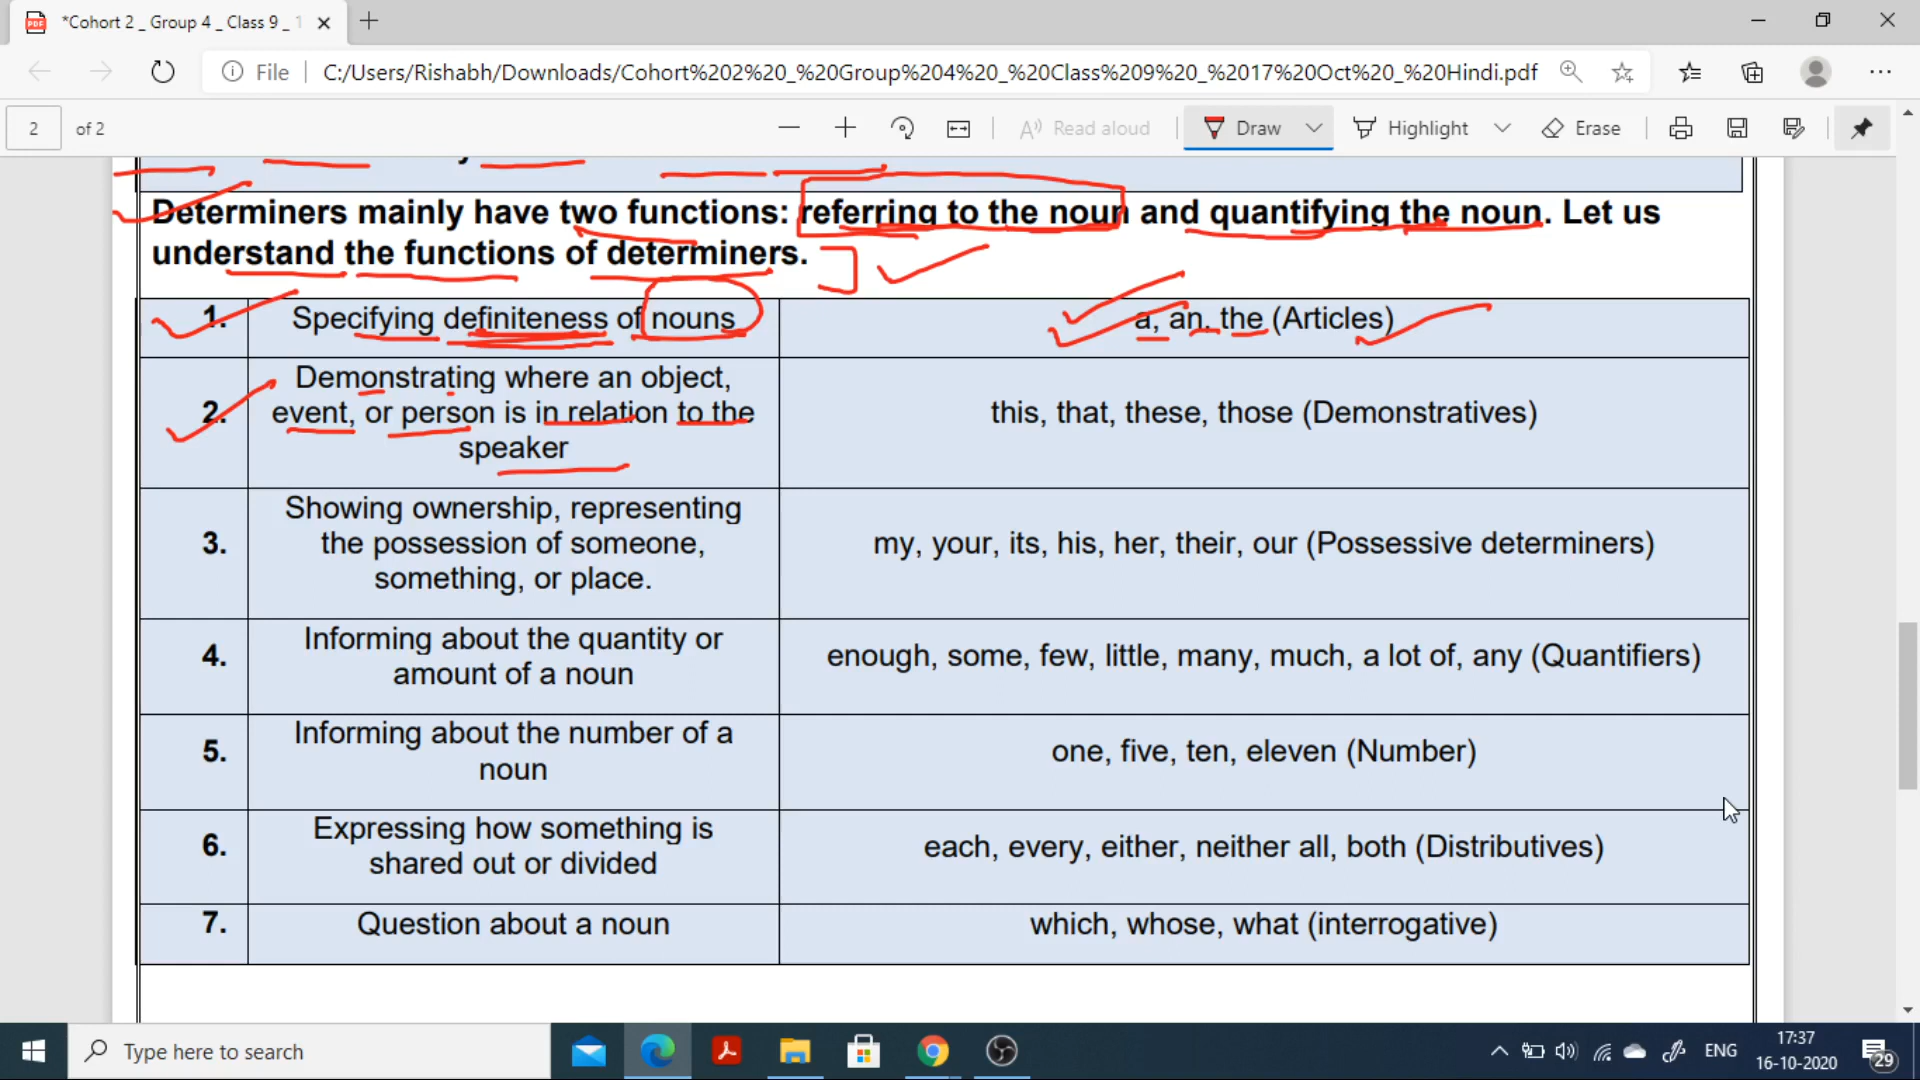 *Cohort 2 _ Group 4 _ Class 9 _ 1
File
C:/Users/Rishabh/Downloads/Cohort%202%20_%20Group%204%20_%20Class%209%20_%2017%20Oct%20_%20Hindi.pdf
2 of 2
Read aloud
Draw
Highlight
Erase
Determiners mainly have two functions: referring to the noun and quantifying the noun. Let us
understand the functions of determiners.
1. Specifying definiteness of nouns a, an, the (Articles)
Demonstrating where an object,
2. event, or person is in relation to the this, that, these, those (Demonstratives)
speaker
Showing ownership, representing
3. the possession of someone, my, your, its, his, her, their, our (Possessive determiners)
something, or place.
Informing about the quantity or
4. enough, some, few, little, many, much, a lot of, any (Quantifiers)
amount of a noun
Informing about the number of a
5. one, five, ten, eleven (Number)
noun
Expressing how something is
6. each, every, either, neither all, both (Distributives)
shared out or divided
7. Question about a noun which, whose, what (interrogative)
Type here to search
ENG
17:37
16-10-2020
29